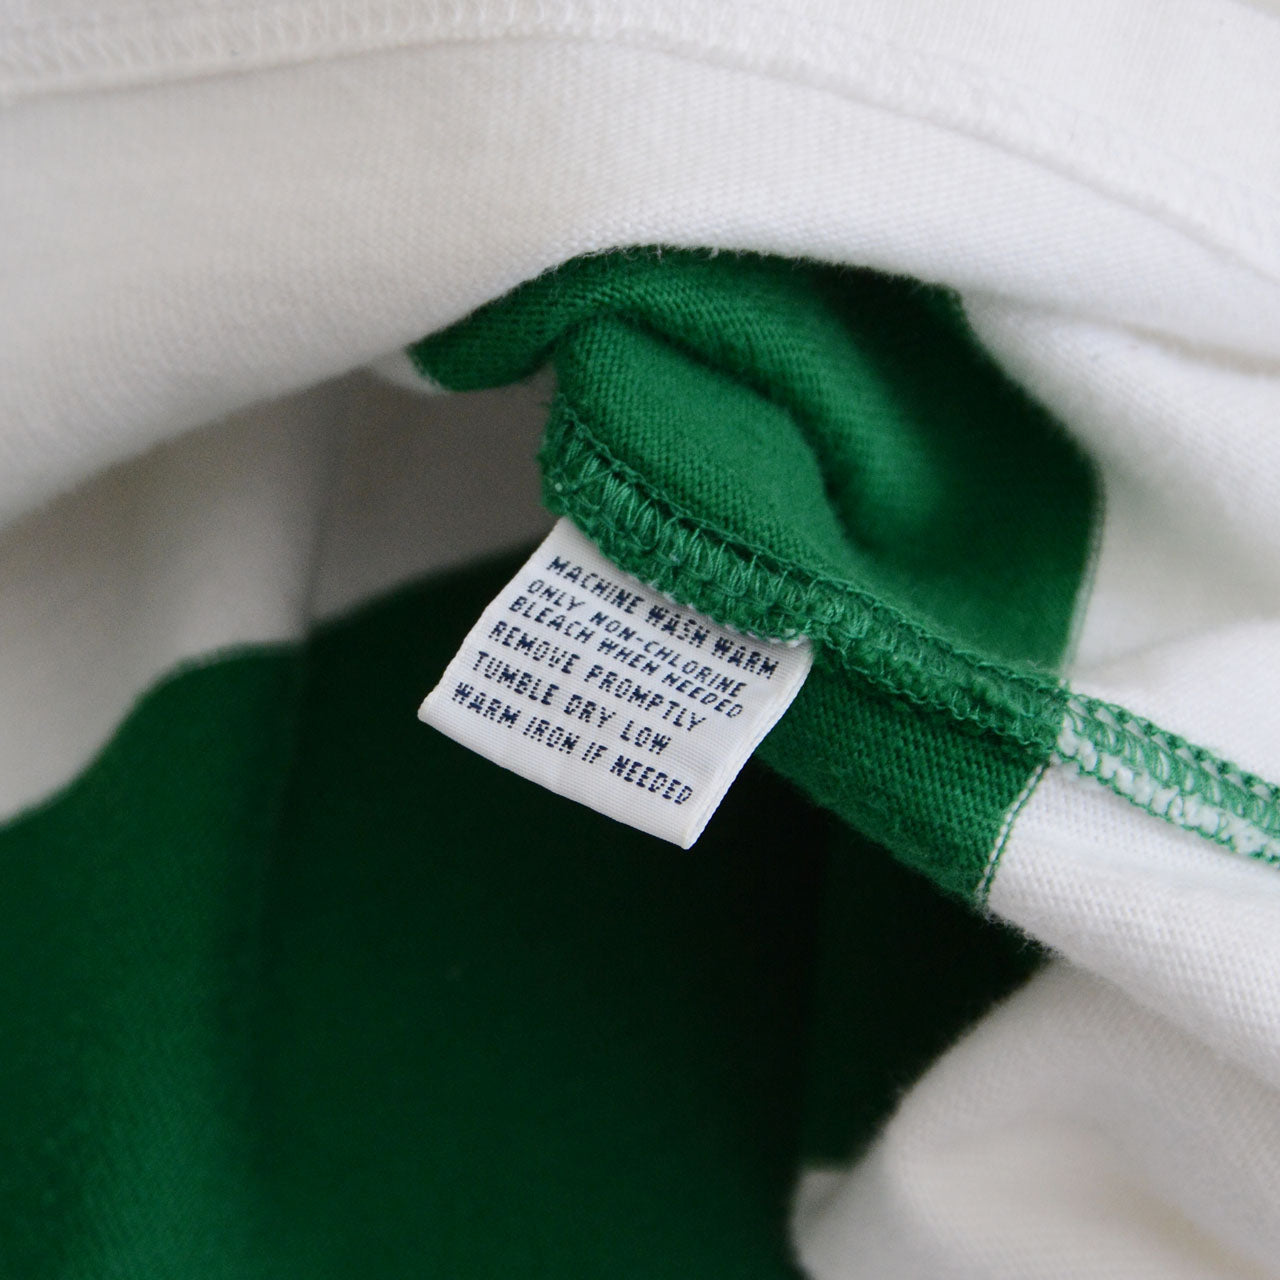 MACHINE WASH WARM
ONLY NON-CHLORINE
BLEACH WHEN NEEDED
REMOVE PROMPTLY
TUMBLE DRY LOW
WARM IRON IF NEEDED